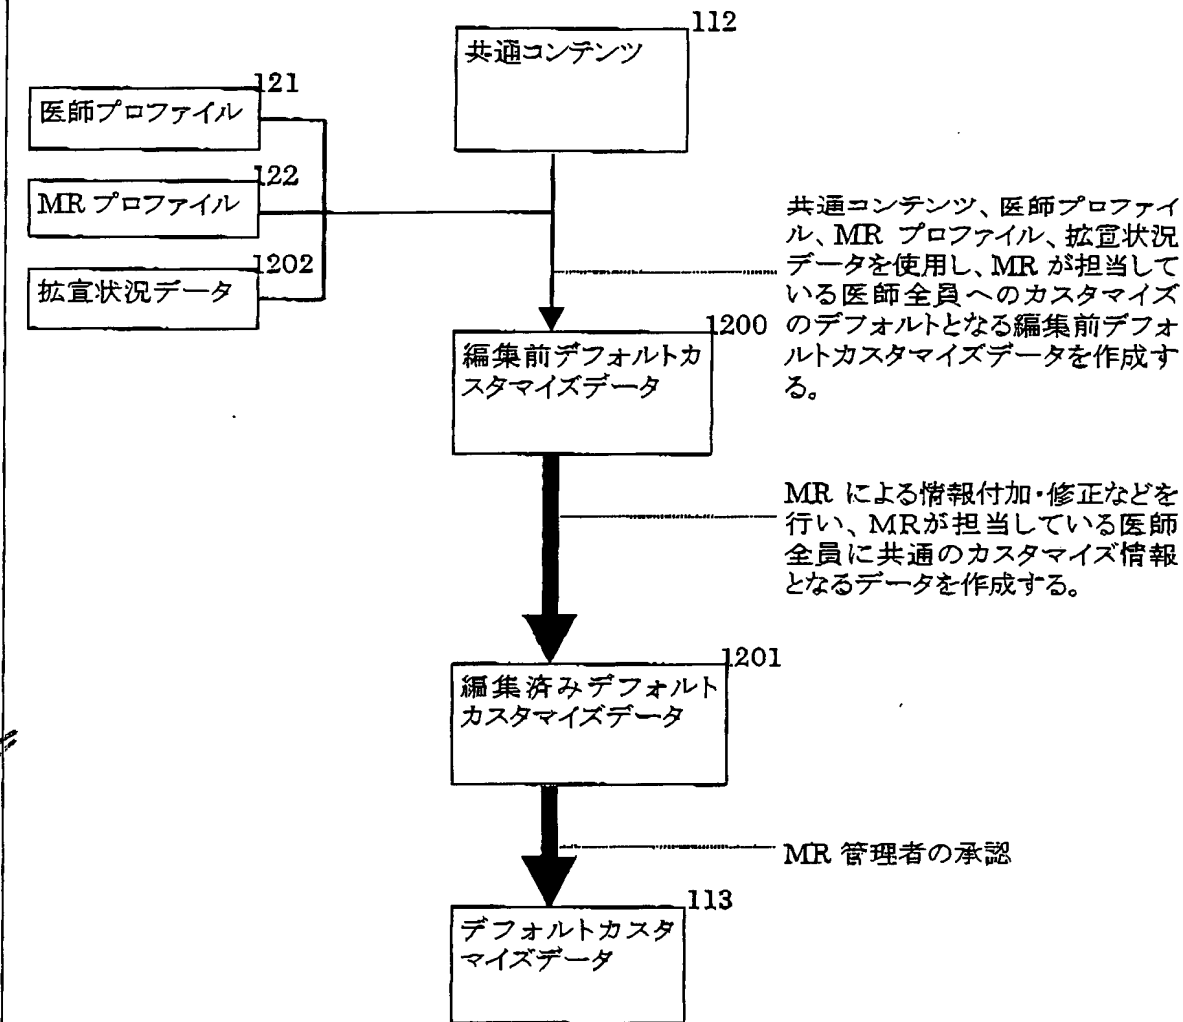 112
共通コンテンツ
121
医師プロファイル
122
MR プロファイル
1202
拡宣状況データ
共通コンテンツ、医師プロファイ
ル、MR プロファイル、拡宣状況
データを使用し、MR が担当して
いる医師全員へのカスタマイズ
のデフォルトとなる編集前デフォ
ルトカスタマイズデータを作成す
る。
1200
編集前デフォルトカ
スタマイズデータ
MR による情報付加・修正などを
行い、MRが担当している医師
全員に共通のカスタマイズ情報
となるデータを作成する。
1201
編集済みデフォルト
カスタマイズデータ
MR 管理者の承認
113
デフォルトカスタ
マイズデータ